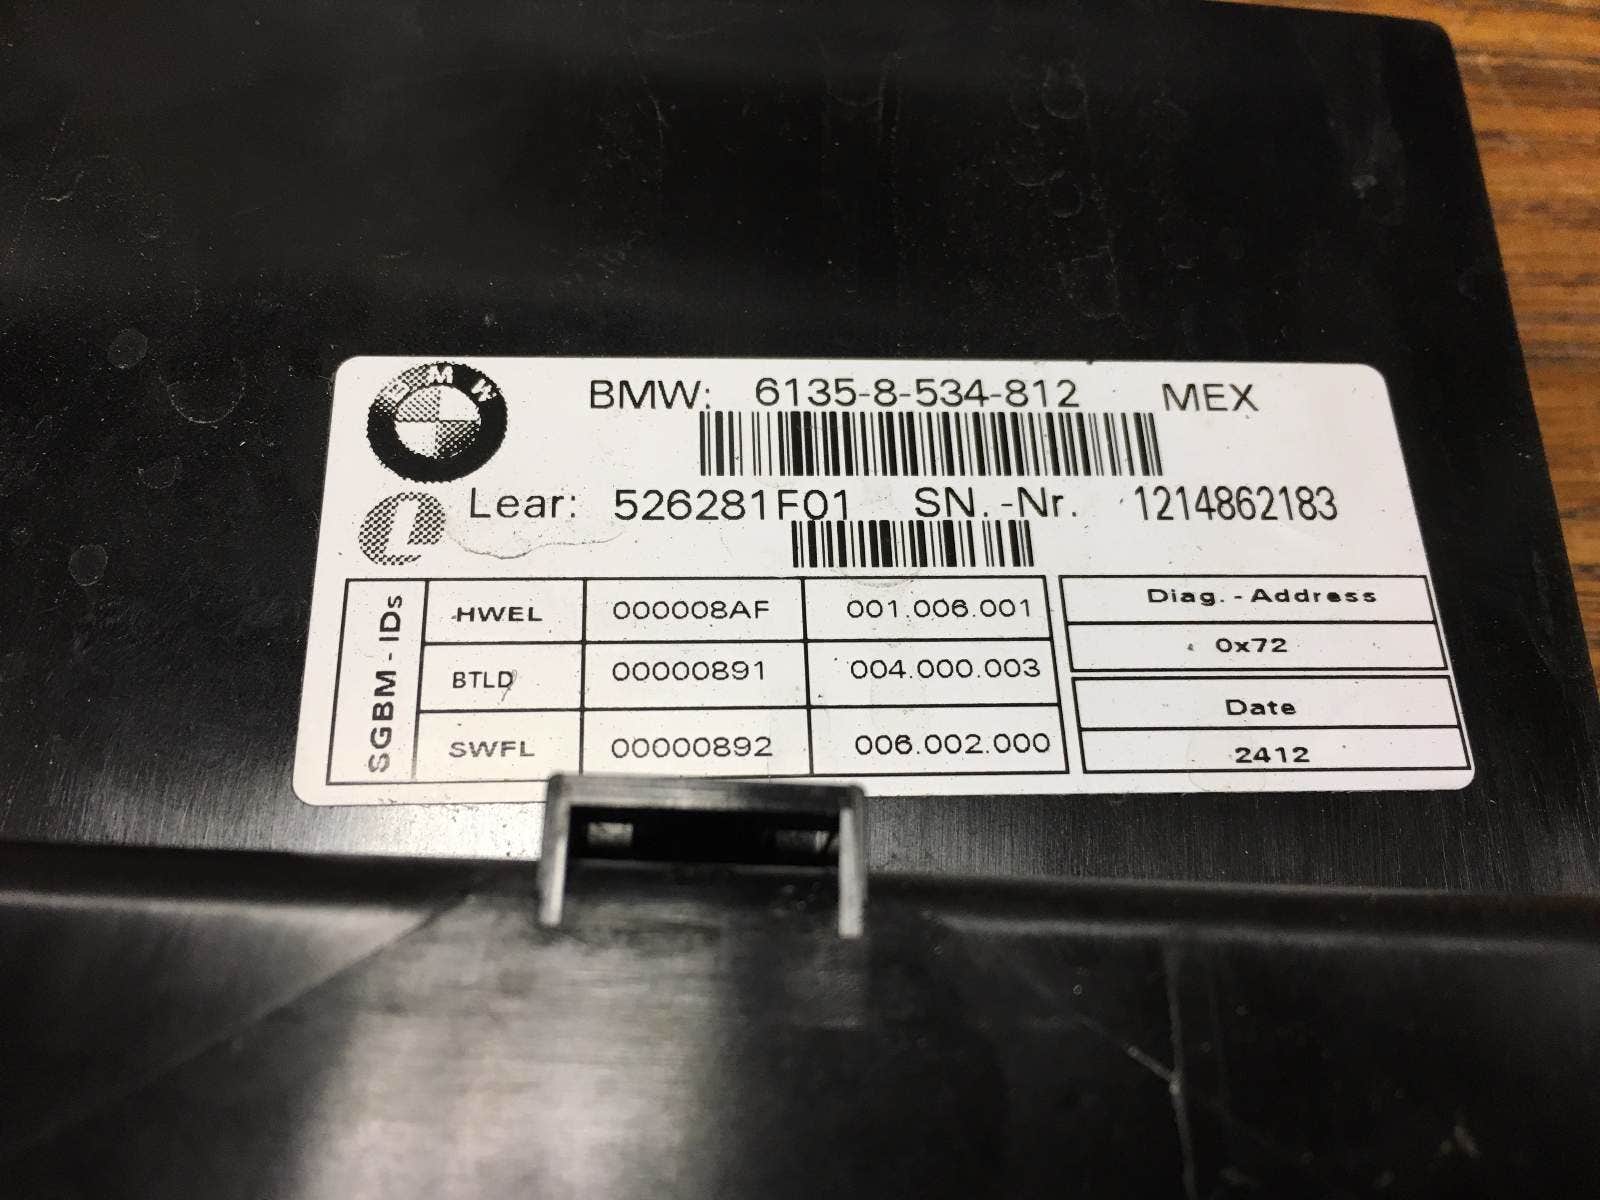 BMW
BMW: 6135-8-534-812 MEX
L
Lear: 526281F01 SN.-Nr. 1214862183
SGBM-IDs
HWEL 000008AF 001.006.001
BTLD 00000891 004.000.003
SWFL 00000892 006.002.000
Diag.-Address
0x72
Date
2412